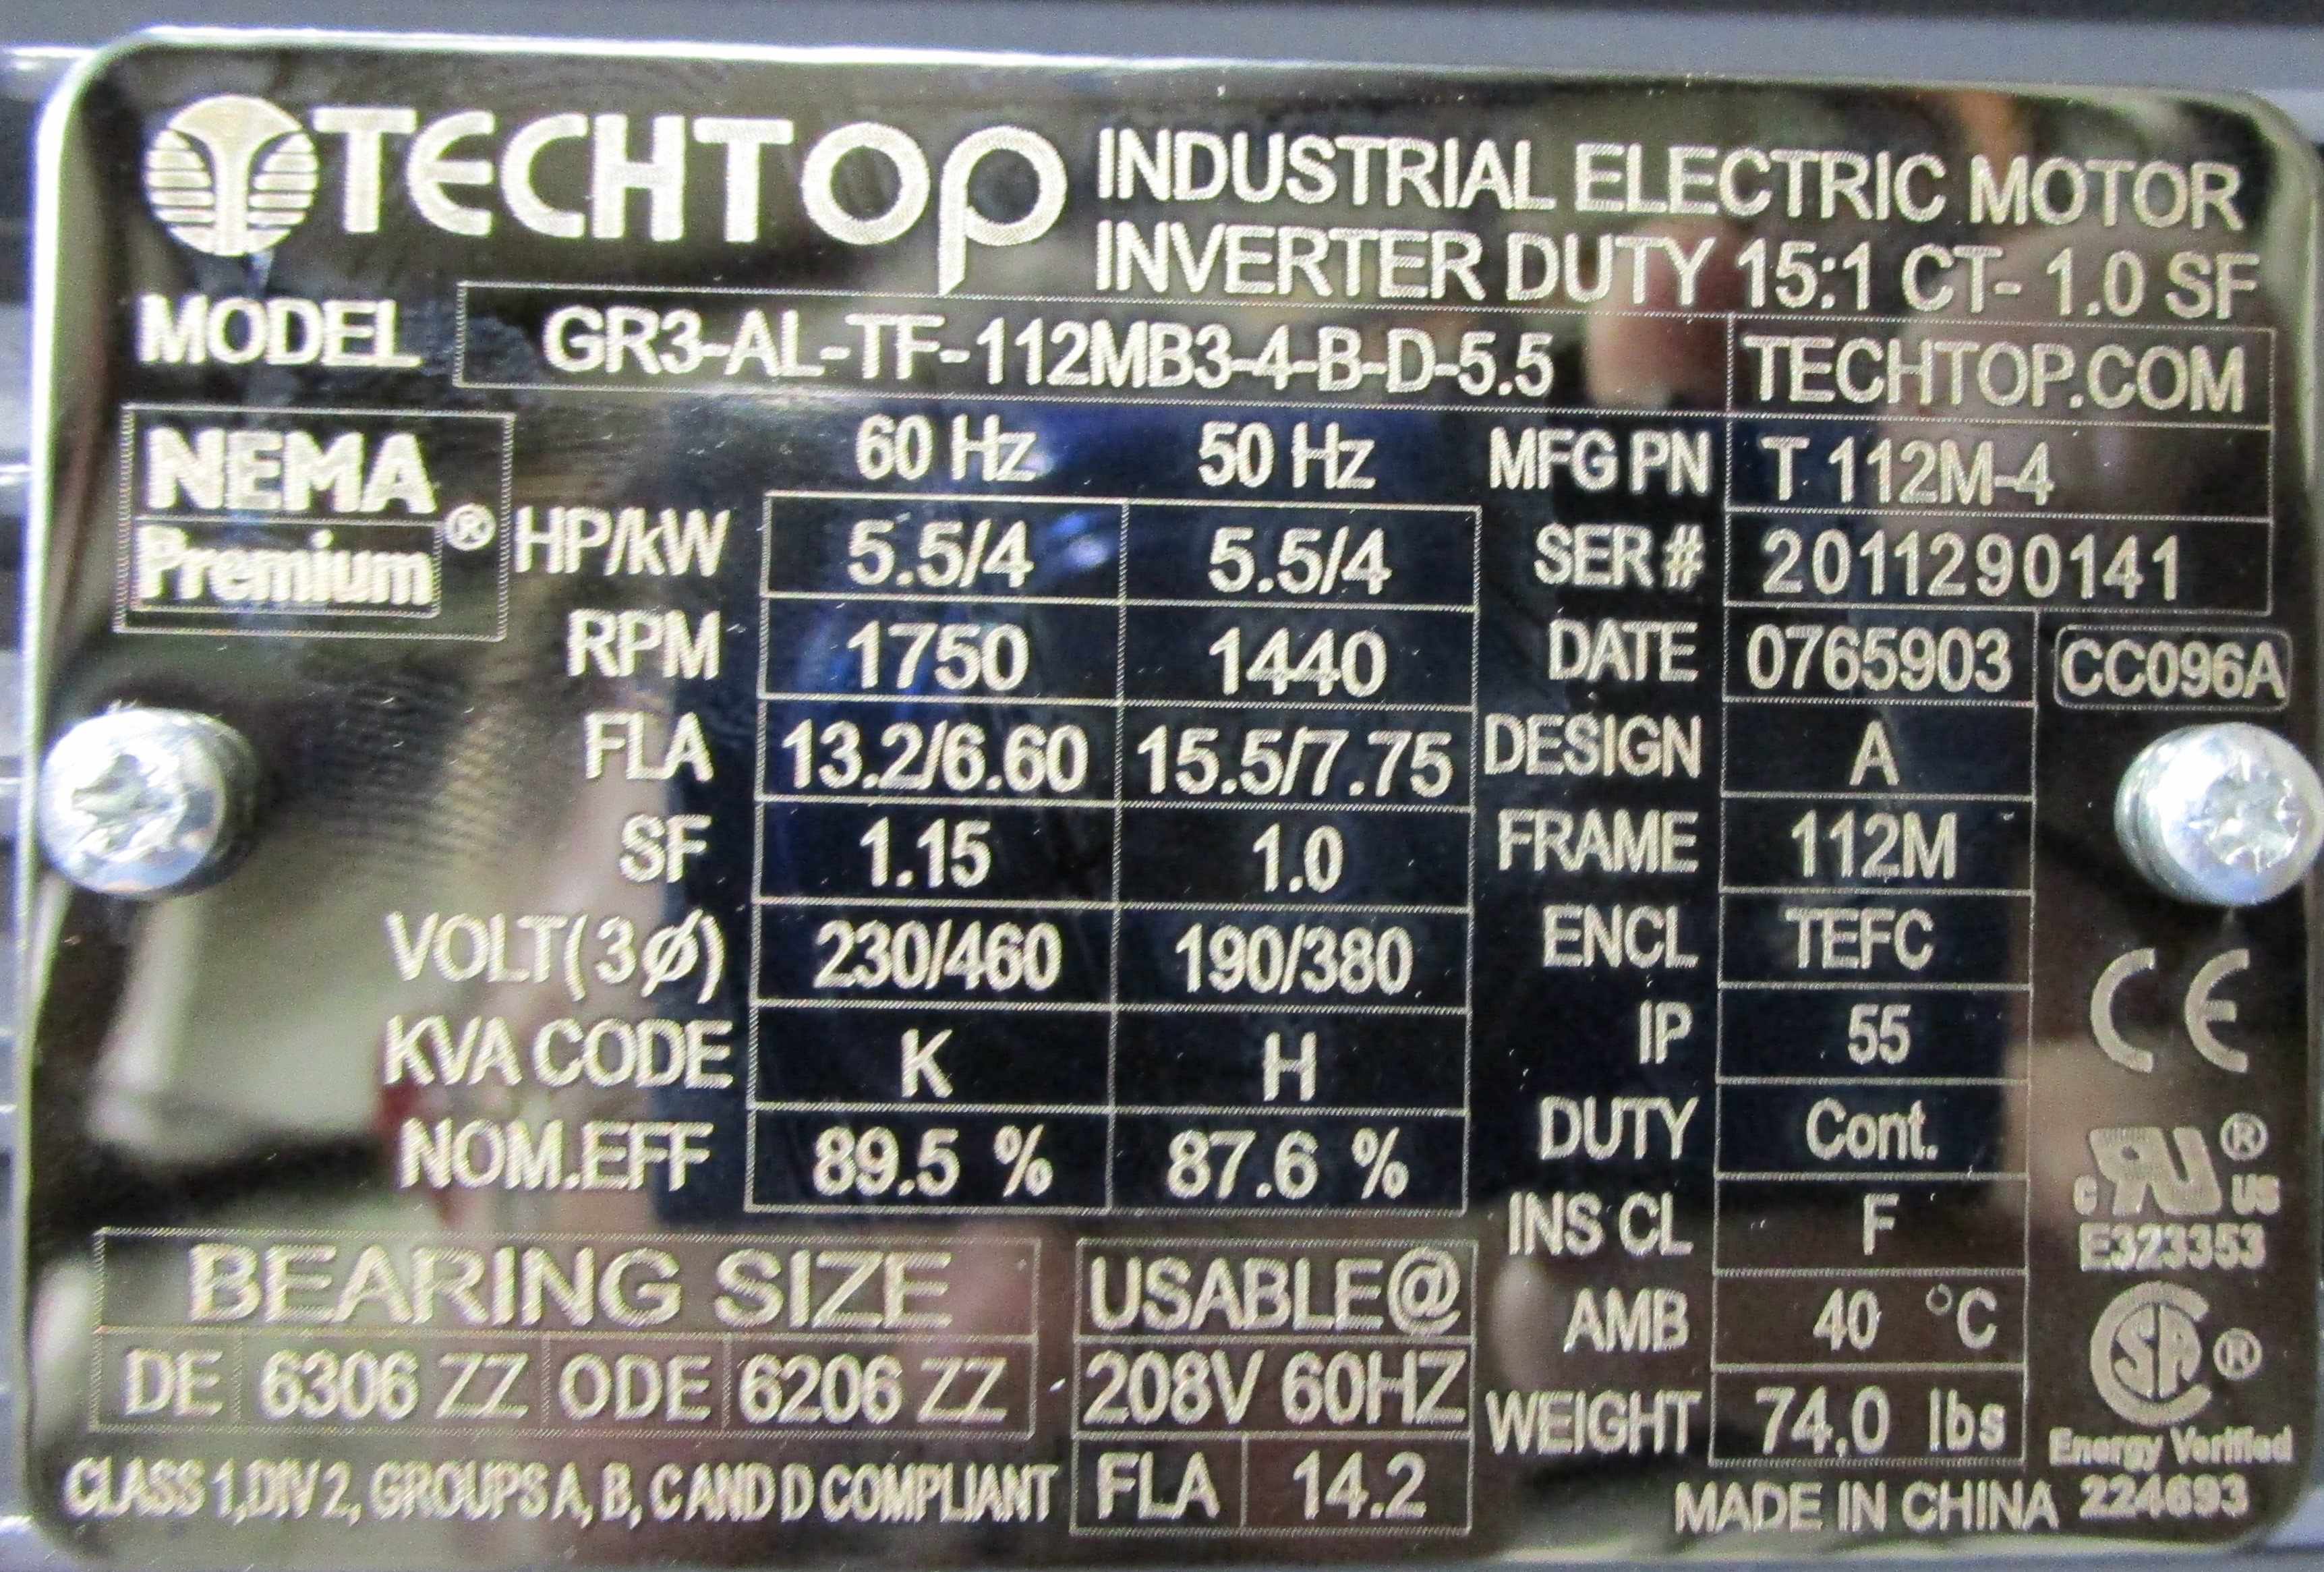 TECHTOP INDUSTRIAL ELECTRIC MOTOR
INVERTER DUTY 15:1 CT- 1.0 SF
MODEL GR3-AL-TF-112MB3-4-B-D-5.5 TECHTOP.COM
NEMA Premium®
60 Hz 50 Hz
HP/kW 5.5/4 5.5/4
RPM 1750 1440
FLA 13.2/6.60 15.5/7.75
SF 1.15 1.0
VOLT(3Ø) 230/460 190/380
KVA CODE K H
NOM.EFF 89.5 % 87.6 %
MFG PN T 112M-4
SER # 2011290141
DATE 0765903 CC096A
DESIGN A
FRAME 112M
ENCL TEFC
IP 55
DUTY Cont.
INS CL F
AMB 40 °C
WEIGHT 74.0 lbs
CE
c RU ® US
E323353
SA ®
Energy Verified
224693
MADE IN CHINA
BEARING SIZE
DE 6306 ZZ ODE 6206 ZZ
USABLE@
208V 60HZ
FLA 14.2
CLASS 1,DIV 2, GROUPS A, B, C AND D COMPLIANT